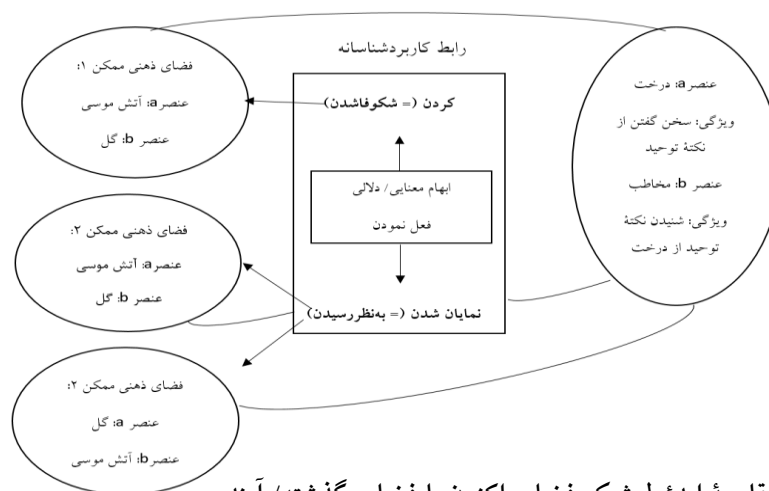 رابط کاربردشناسانه
عنصر a: درخت
ویژگی: سخن گفتن از
نکتهٔ توحید
عنصر b: مخاطب
ویژگی: شنیدن نکتهٔ
توحید از درخت
کردن (= شکوفاشدن)
ابهام معنایی/ دلالی
فعل نمودن
نمایان شدن (= به‌نظررسیدن)
فضای ذهنی ممکن ۱:
عنصر a: آتش موسی
عنصر b: گل
فضای ذهنی ممکن ۲:
عنصر a: آتش موسی
عنصر b: گل
فضای ذهنی ممکن ۲:
عنصر a: گل
عنصر b: آتش موسی